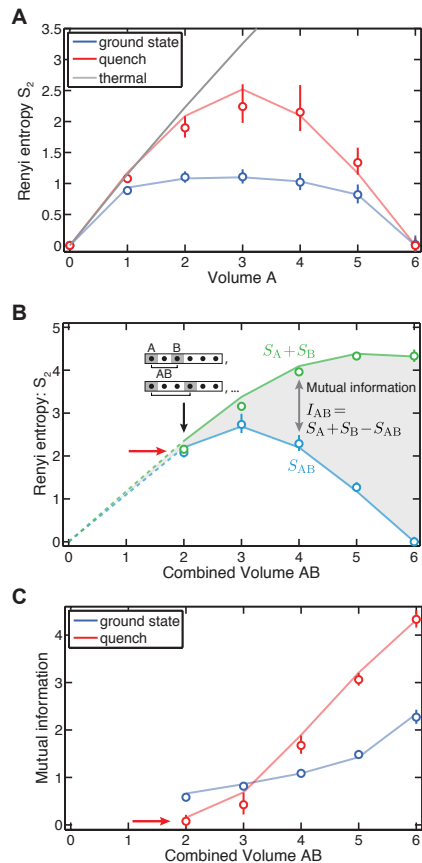 A
ground state
quench
thermal
Renyi entropy S2
3.5
3
2.5
2
1.5
1
0.5
0
0 1 2 3 4 5 6
Volume A
B
A B
,
AB
, ...
SA+SB
Mutual information
IAB=
SA+SB−SAB
SAB
Renyi entropy: S2
5
4
3
2
1
0
0 1 2 3 4 5 6
Combined Volume AB
C
ground state
quench
Mutual information
4
3
2
1
0
0 1 2 3 4 5 6
Combined Volume AB